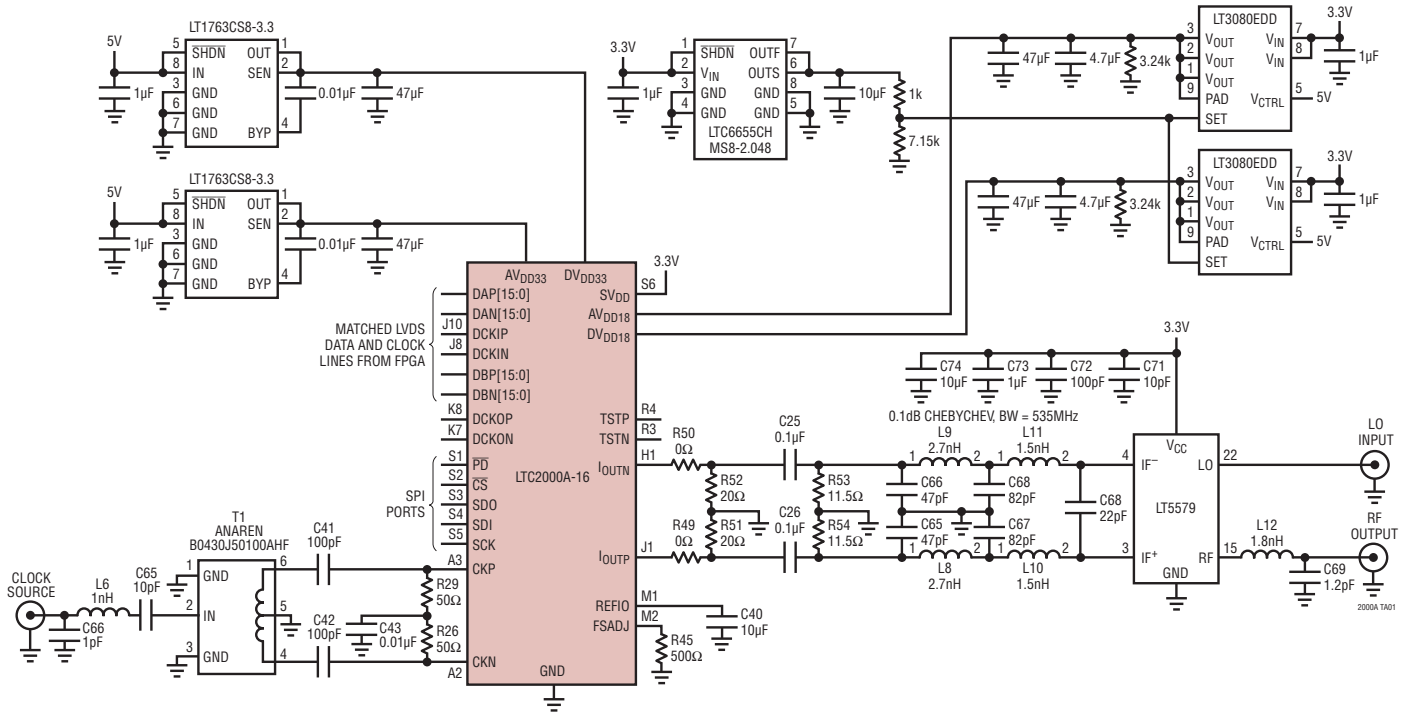 LT1763CS8-3.3
5V
5 SHDN OUT 1
8 IN SEN 2
3 GND
6 GND
7 GND BYP 4
1µF
0.01µF
47µF
LT1763CS8-3.3
5V
5 SHDN OUT 1
8 IN SEN 2
3 GND
6 GND
7 GND BYP 4
1µF
0.01µF
47µF
3.3V
1 SHDN OUTF 7
2 VIN OUTS 6
3 GND GND 8
4 GND GND 5
LTC6655CH
MS8-2.048
1µF
10µF
1k
7.15k
47µF
4.7µF
3.24k
LT3080EDD
3.3V
3 VOUT VIN 7
2 VOUT VIN 8
1 VOUT
9 PAD VCTRL 5
5V
SET
1µF
47µF
4.7µF
3.24k
LT3080EDD
3.3V
3 VOUT VIN 7
2 VOUT VIN 8
1 VOUT
9 PAD VCTRL 5
5V
SET
1µF
AVDD33 DVDD33
3.3V
S6
SVDD
AVDD18
DVDD18
MATCHED LVDS
DATA AND CLOCK
LINES FROM FPGA
DAP[15:0]
DAN[15:0]
J10 DCKIP
J8 DCKIN
DBP[15:0]
DBN[15:0]
K8 DCKOP
K7 DCKON
SPI
PORTS
S1 PD
S2 CS
S3 SDO
S4 SDI
S5 SCK
A3 CKP
A2 CKN
LTC2000A-16
GND
TSTP R4
TSTN R3
IOUTN H1
IOUTP J1
REFIO M1
FSADJ M2
C40
10µF
R45
500Ω
CLOCK
SOURCE
C66
1pF
L6
1nH
C65
10pF
T1
ANAREN
B0430J50100AHF
1 GND
2 IN
3 GND
6
5
4
C41
100pF
C42
100pF
C43
0.01µF
R29
50Ω
R26
50Ω
R50
0Ω
R49
0Ω
R52
20Ω
R51
20Ω
C25
0.1µF
C26
0.1µF
R53
11.5Ω
R54
11.5Ω
0.1dB CHEBYCHEV, BW = 535MHz
L9
1 2.7nH 2
L11
1 1.5nH 2
C66
47pF
C65
47pF
C68
82pF
C67
82pF
C68
22pF
1 L8 2
2.7nH
1 L10 2
1.5nH
3.3V
C74
10µF
C73
1µF
C72
100pF
C71
10pF
VCC
4 IF−
LO 22
LT5579
3 IF+
RF 15
GND
LO
INPUT
L12
1.8nH
RF
OUTPUT
C69
1.2pF
2000A TA01